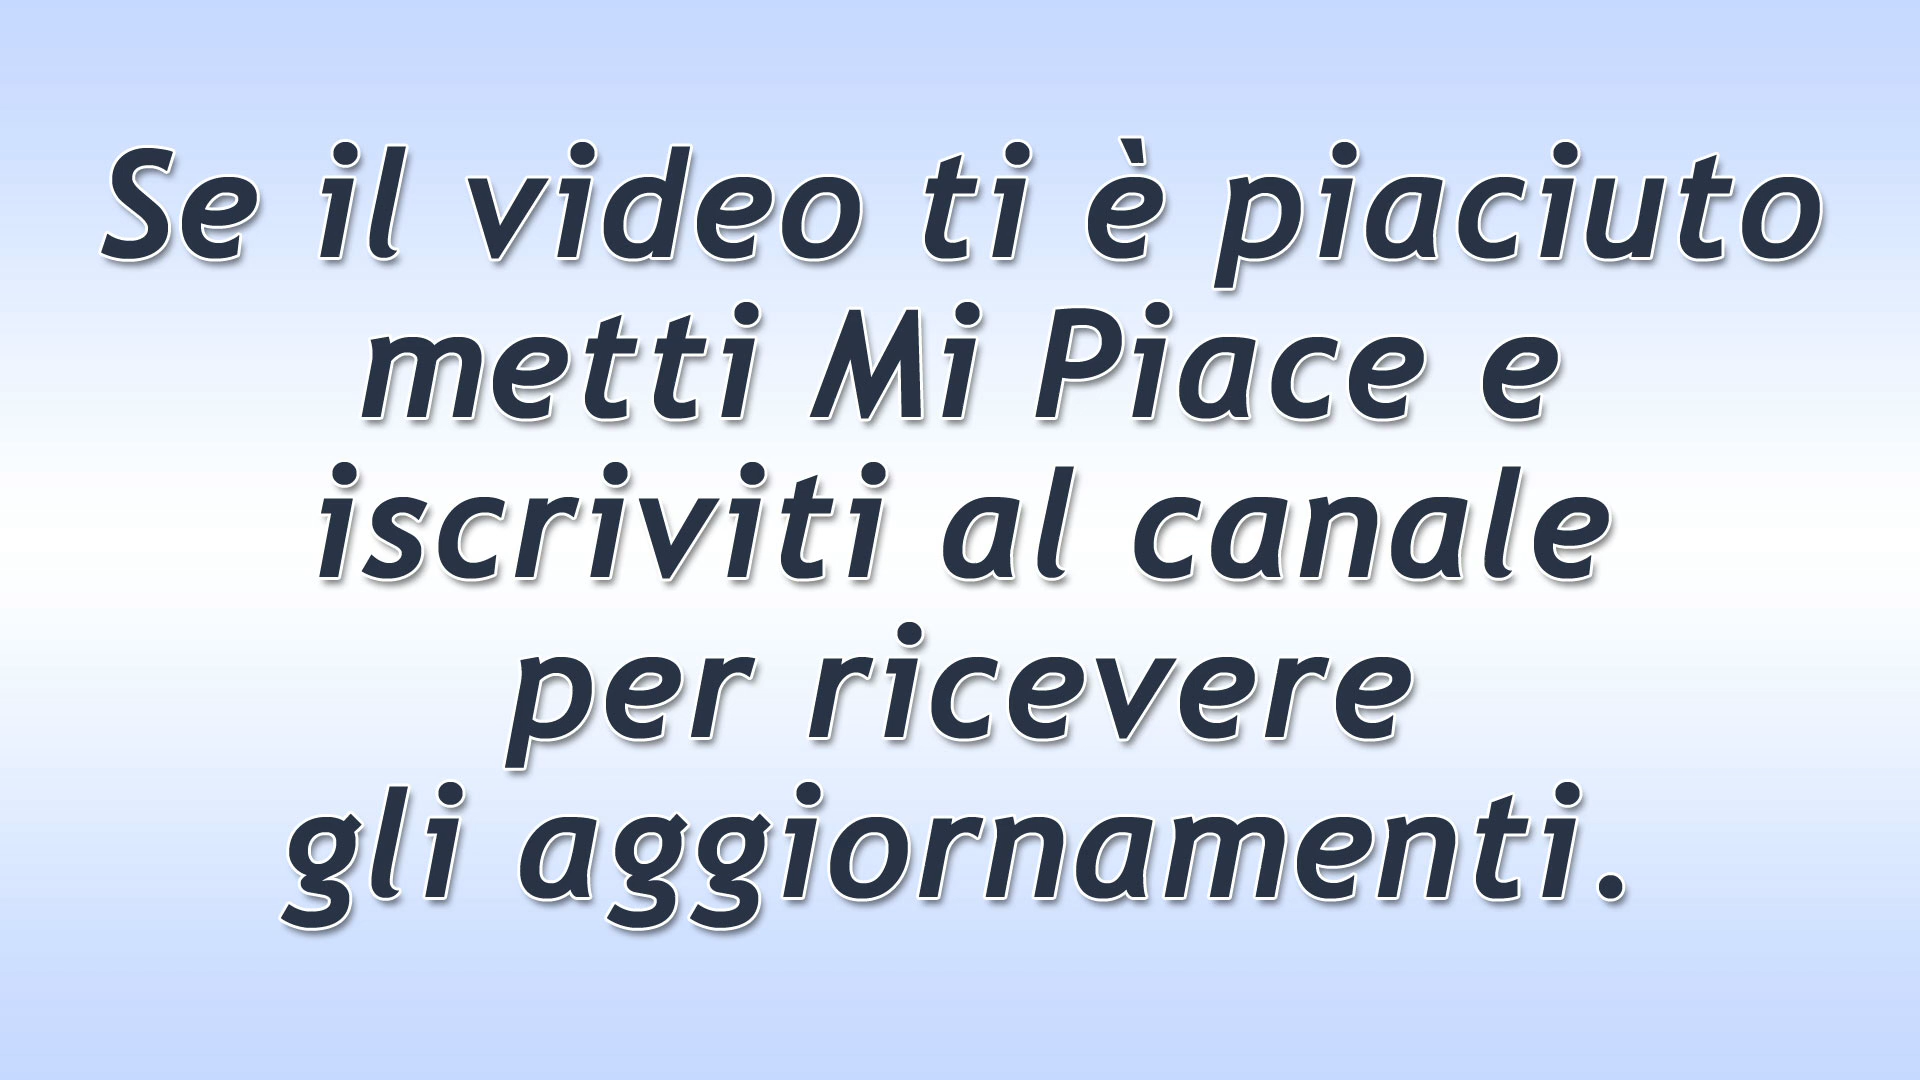 Se il video ti è piaciuto
metti Mi Piace e
iscriviti al canale
per ricevere
gli aggiornamenti.